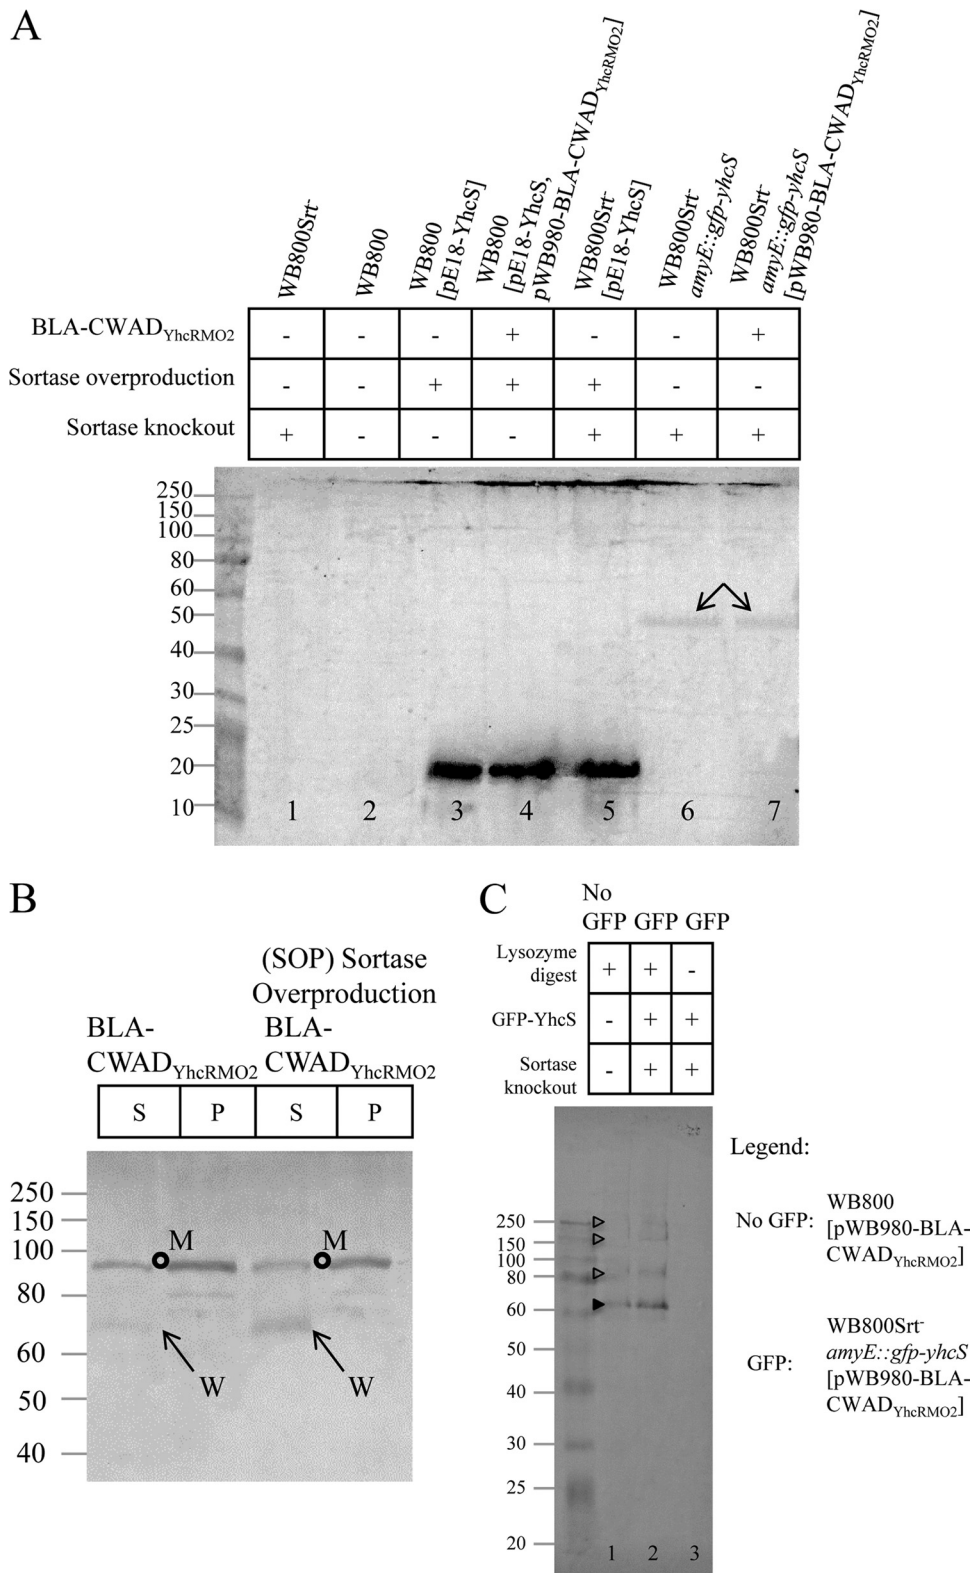 A
WB800Srt-
WB800
WB800
[pE18-YhcS]
WB800
[pE18-YhcS,
pWB980-BLA-CWADYhcRMO2]
WB800Srt-
[pE18-YhcS]
WB800Srt-
amyE::gfp-yhcS
WB800Srt-
amyE::gfp-yhcS
[pWB980-BLA-CWADYhcRMO2]
BLA-CWADYhcRMO2 - - - + - - +
Sortase overproduction - - + + + - -
Sortase knockout + - - - + + +
250
150
100
80
60
50
40
30
25
20
10
1 2 3 4 5 6 7
B
(SOP) Sortase
Overproduction
BLA- BLA-
CWADYhcRMO2 CWADYhcRMO2
S P S P
250
150
100
80
60
50
40
M M
W W
C
No
GFP GFP GFP
Lysozyme
digest + + -
GFP-YhcS - + +
Sortase
knockout - + +
250
150
100
80
60
50
40
30
25
20
1 2 3
Legend:
No GFP: WB800
[pWB980-BLA-
CWADYhcRMO2]
GFP: WB800Srt-
amyE::gfp-yhcS
[pWB980-BLA-
CWADYhcRMO2]